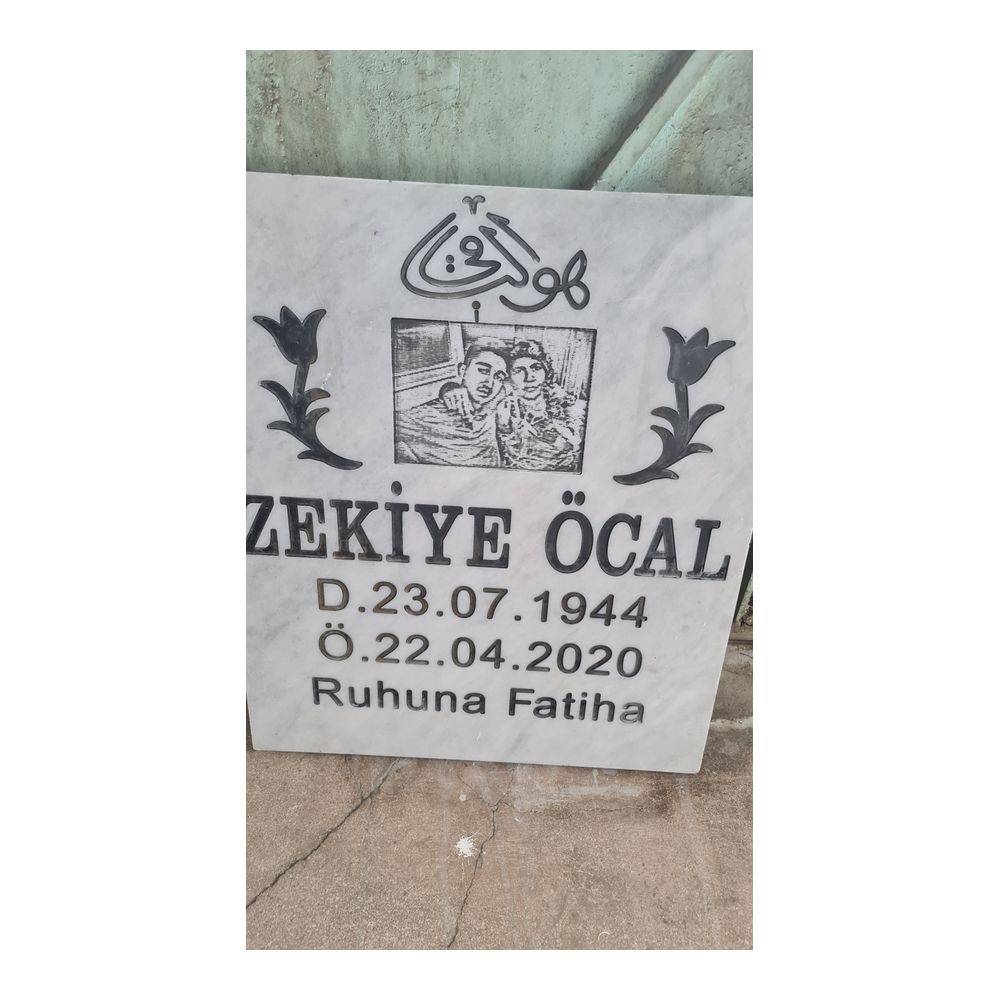 هو الباقي
ZEKİYE ÖCAL
D.23.07.1944
Ö.22.04.2020
Ruhuna Fatiha